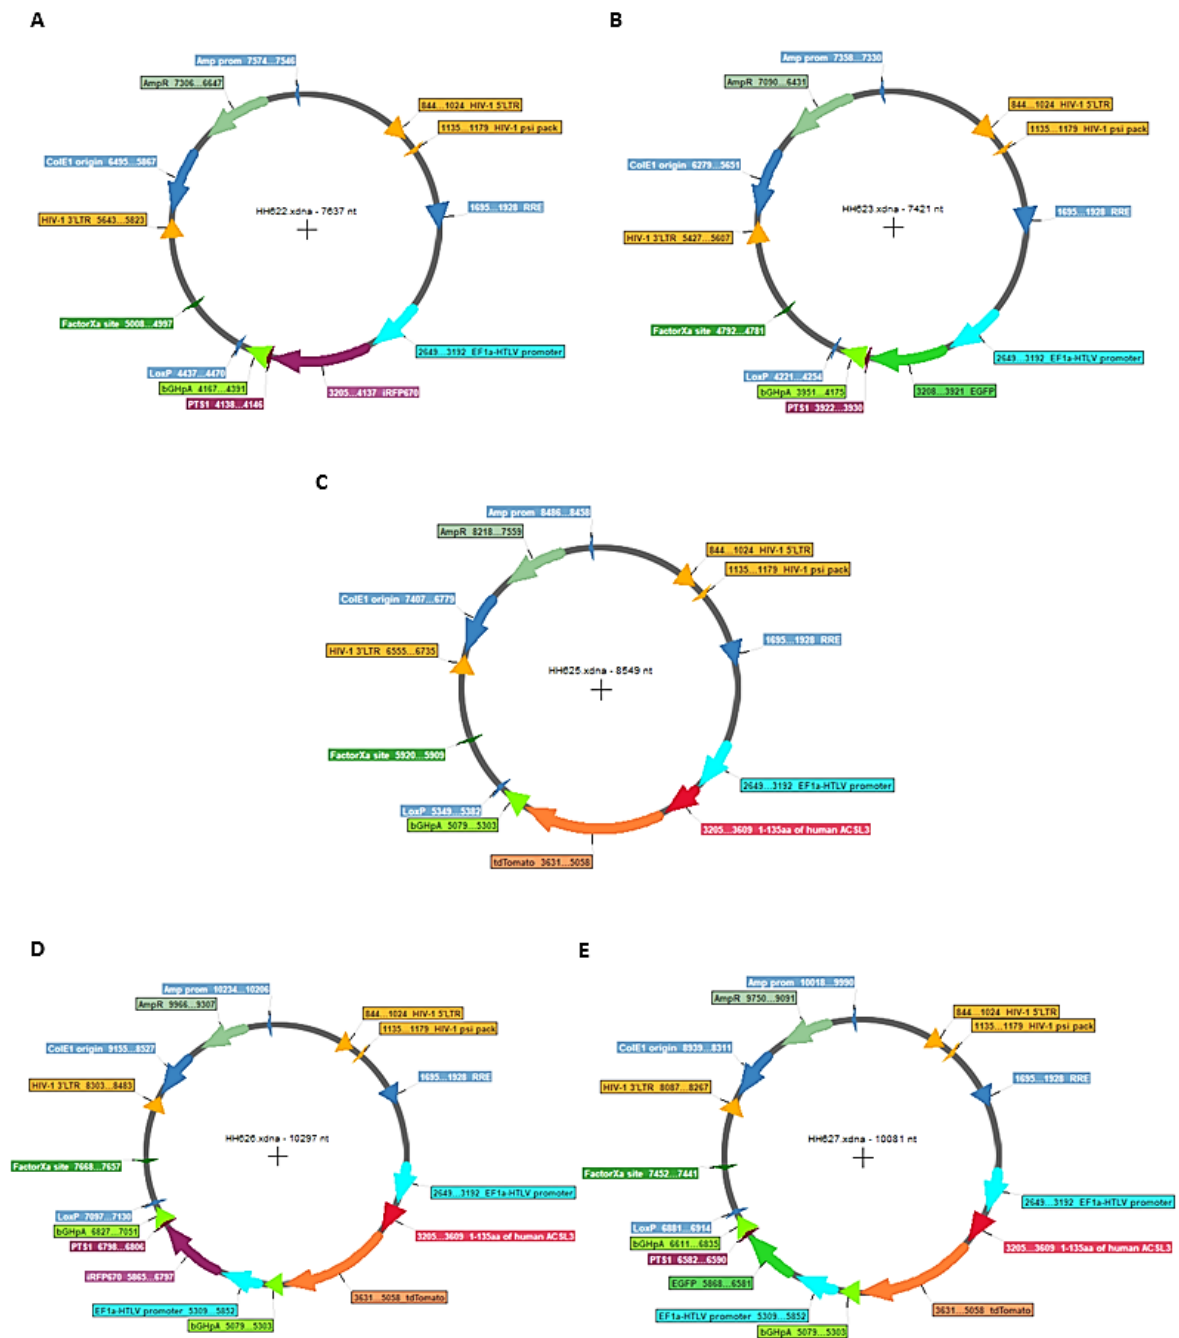 A
Amp prom 7574...7546
AmpR 7306...6647
844...1024 HIV-1 5'LTR
1135...1179 HIV-1 psi pack
ColE1 origin 6495...5867
HH622.xdna - 7637 nt
1695...1928 RRE
HIV-1 3'LTR 5643...5823
FactorXa site 5008...4997
2649...3192 EF1a-HTLV promoter
LoxP 4437...4470
bGHpA 4167...4391
3205...4137 iRFP670
PTS1 4138...4146
B
Amp prom 7358...7330
AmpR 7090...6431
844...1024 HIV-1 5'LTR
1135...1179 HIV-1 psi pack
ColE1 origin 6279...5651
HH623.xdna - 7421 nt
1695...1928 RRE
HIV-1 3'LTR 5427...5607
FactorXa site 4792...4781
2649...3192 EF1a-HTLV promoter
LoxP 4221...4254
bGHpA 3951...4175
3208...3921 EGFP
PTS1 3922...3930
C
Amp prom 8486...8458
AmpR 8218...7559
844...1024 HIV-1 5'LTR
1135...1179 HIV-1 psi pack
ColE1 origin 7407...6779
1695...1928 RRE
HIV-1 3'LTR 6555...6735
HH625.xdna - 8549 nt
FactorXa site 5920...5909
2649...3192 EF1a-HTLV promoter
LoxP 5349...5382
bGHpA 5079...5303
3205...3609 1-135aa of human ACSL3
tdTomato 3631...5058
D
Amp prom 10234...10206
AmpR 9966...9307
844...1024 HIV-1 5'LTR
1135...1179 HIV-1 psi pack
ColE1 origin 9155...8527
1695...1928 RRE
HIV-1 3'LTR 8303...8483
HH626.xdna - 10297 nt
FactorXa site 7668...7657
2649...3192 EF1a-HTLV promoter
LoxP 7097...7130
bGHpA 6827...7051
3205...3609 1-135aa of human ACSL3
PTS1 6798...6806
iRFP670 5865...6797
3631...5058 tdTomato
EF1a-HTLV promoter 5309...5852
bGHpA 5079...5303
E
Amp prom 10018...9990
AmpR 9750...9091
844...1024 HIV-1 5'LTR
1135...1179 HIV-1 psi pack
ColE1 origin 8939...8311
1695...1928 RRE
HIV-1 3'LTR 8087...8267
HH627.xdna - 10081 nt
FactorXa site 7452...7441
2649...3192 EF1a-HTLV promoter
LoxP 6881...6914
bGHpA 6611...6835
3205...3609 1-135aa of human ACSL3
PTS1 6582...6590
EGFP 5868...6581
3631...5058 tdTomato
EF1a-HTLV promoter 5309...5852
bGHpA 5079...5303